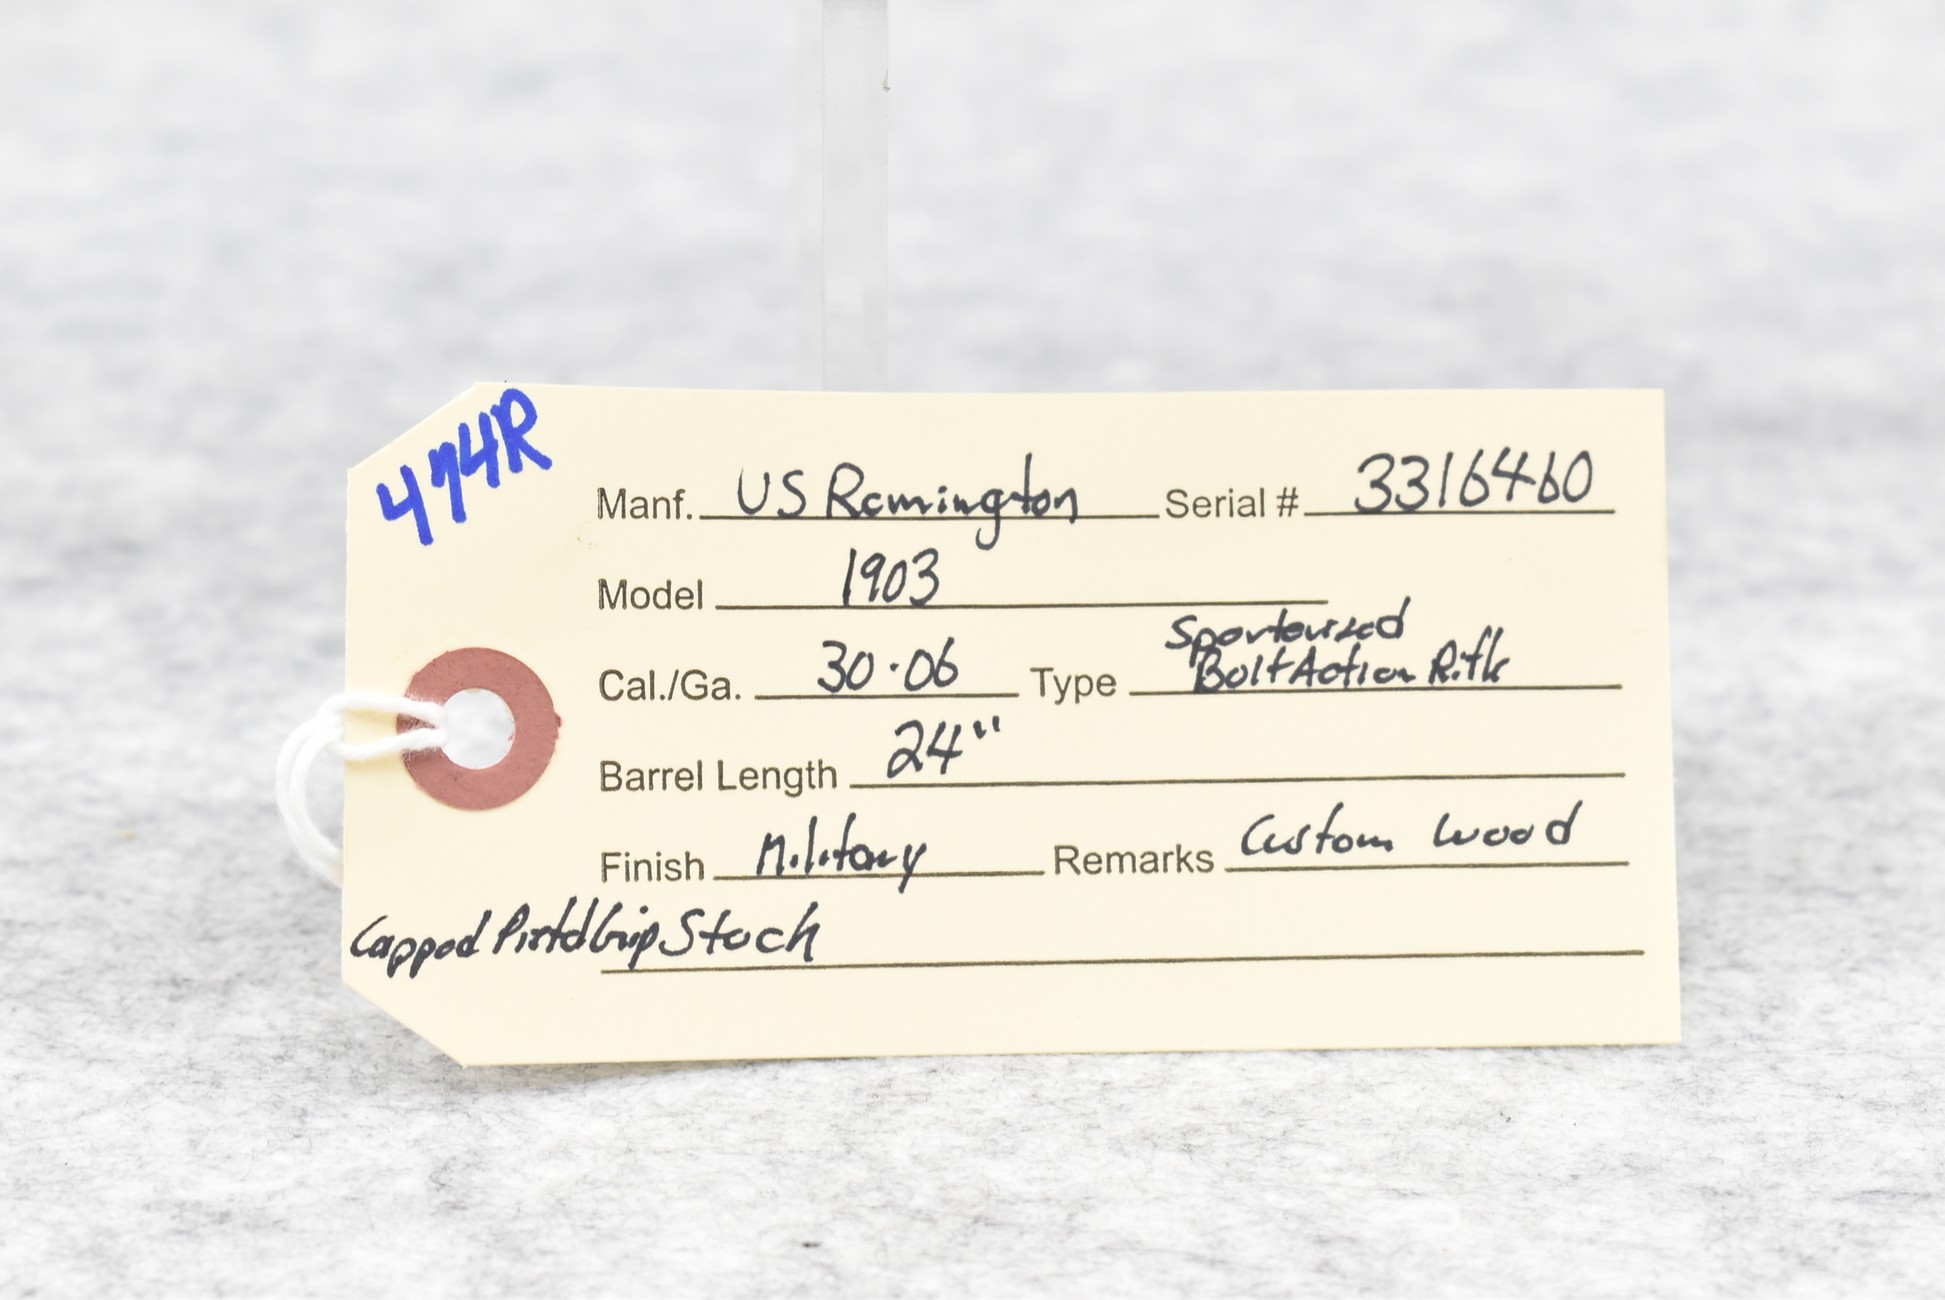 474R
Manf. US Remington Serial # 3316460
Model 1903
Cal./Ga. 30·06 Type Sporterized
Bolt Action Rifle
Barrel Length 24"
Finish Military Remarks Custom Wood
Capped Pistol Grip Stock